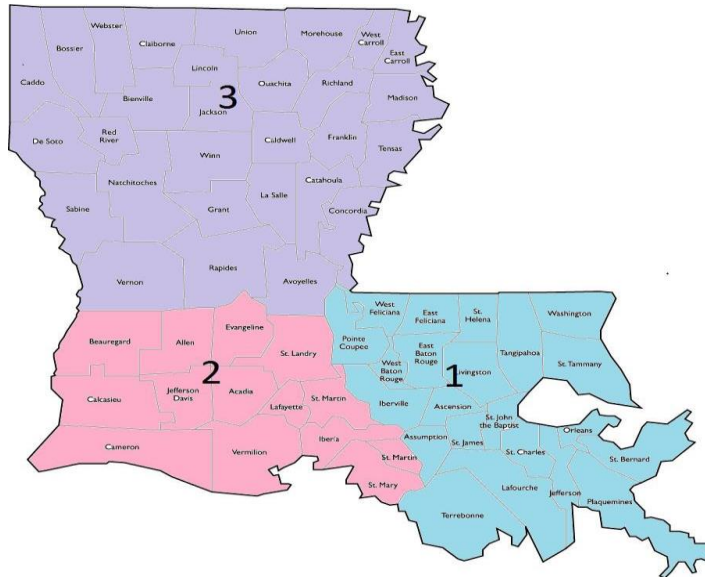 Webster
Union
Morehouse
West
Carroll
East
Carroll
Claiborne
Bossier
Lincoln
Caddo
Ouachita
Richland
Madison
Bienville
3
Jackson
De Soto
Red
River
Winn
Caldwell
Franklin
Tensas
Natchitoches
Catahoula
La Salle
Sabine
Grant
Concordia
Vernon
Rapides
Avoyelles
West
Feliciana
East
Feliciana
St.
Helena
Washington
Evangeline
Beauregard
Allen
St. Landry
Pointe
Coupee
East
Baton
Rouge
Tangipahoa
St. Tammany
West
Baton
Rouge
1
Livingston
2
Calcasieu
Jefferson
Davis
Acadia
Lafayette
St. Martin
Iberville
Ascension
St. John
the Baptist
Orleans
Cameron
Vermilion
Iberia
Assumption
St. James
St. Charles
St. Bernard
St. Martin
St. Mary
Lafourche
Jefferson
Plaquemines
Terrebonne